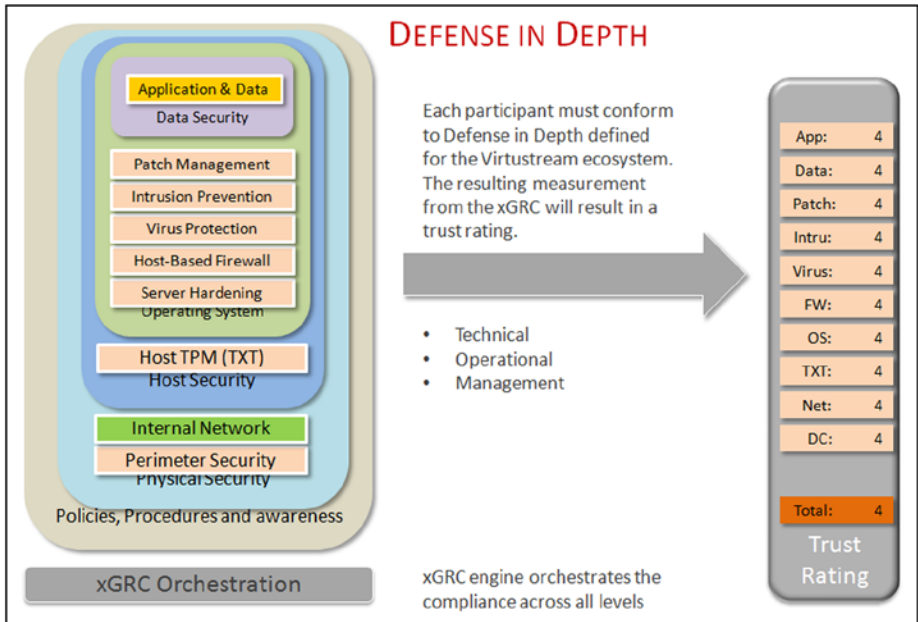 DEFENSE IN DEPTH
Application & Data
Data Security
Patch Management
Intrusion Prevention
Virus Protection
Host-Based Firewall
Server Hardening
Operating System
Host TPM (TXT)
Host Security
Internal Network
Perimeter Security
Physical Security
Policies, Procedures and awareness
xGRC Orchestration
Each participant must conform
to Defense in Depth defined
for the Virtustream ecosystem.
The resulting measurement
from the xGRC will result in a
trust rating.
• Technical
• Operational
• Management
xGRC engine orchestrates the
compliance across all levels
App: 4
Data: 4
Patch: 4
Intru: 4
Virus: 4
FW: 4
OS: 4
TXT: 4
Net: 4
DC: 4
Total: 4
Trust
Rating